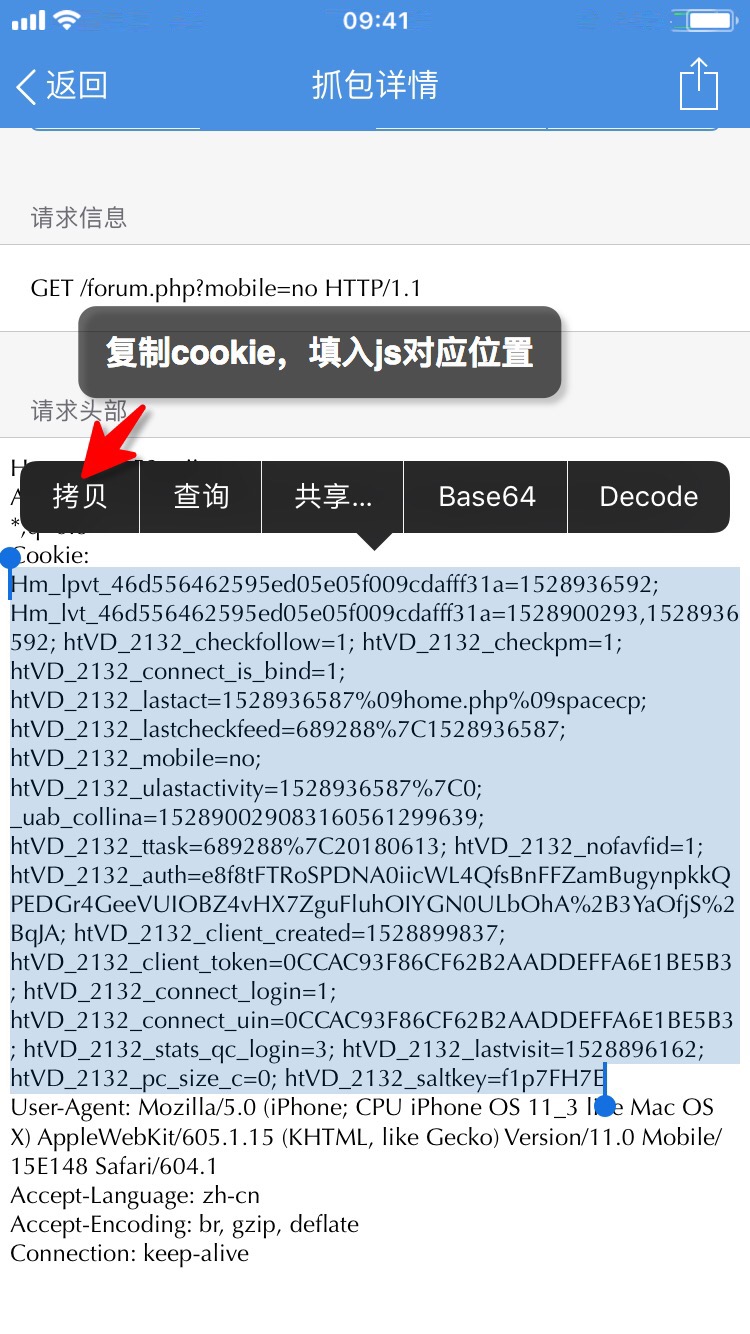 09:41
返回
抓包详情
请求信息
GET /forum.php?mobile=no HTTP/1.1
复制cookie，填入js对应位置
请求头部
拷贝
查询
共享...
Base64
Decode
Cookie:
Hm_lpvt_46d556462595ed05e05f009cdafff31a=1528936592;
Hm_lvt_46d556462595ed05e05f009cdafff31a=1528900293,1528936
592; htVD_2132_checkfollow=1; htVD_2132_checkpm=1;
htVD_2132_connect_is_bind=1;
htVD_2132_lastact=1528936587%09home.php%09spacecp;
htVD_2132_lastcheckfeed=689288%7C1528936587;
htVD_2132_mobile=no;
htVD_2132_ulastactivity=1528936587%7C0;
_uab_collina=152890029083160561299639;
htVD_2132_ttask=689288%7C20180613; htVD_2132_nofavfid=1;
htVD_2132_auth=e8f8tFTRoSPDNA0iicWL4QfsBnFFZamBugynpkkQ
PEDGr4GeeVUIOBZ4vHX7ZguFluhOIYGN0ULbOhA%2B3YaOfjS%2
BqJA; htVD_2132_client_created=1528899837;
htVD_2132_client_token=0CCAC93F86CF62B2AADDEFFA6E1BE5B3
; htVD_2132_connect_login=1;
htVD_2132_connect_uin=0CCAC93F86CF62B2AADDEFFA6E1BE5B3
; htVD_2132_stats_qc_login=3; htVD_2132_lastvisit=1528896162;
htVD_2132_pc_size_c=0; htVD_2132_saltkey=f1p7FH7E
User-Agent: Mozilla/5.0 (iPhone; CPU iPhone OS 11_3 like Mac OS
X) AppleWebKit/605.1.15 (KHTML, like Gecko) Version/11.0 Mobile/
15E148 Safari/604.1
Accept-Language: zh-cn
Accept-Encoding: br, gzip, deflate
Connection: keep-alive